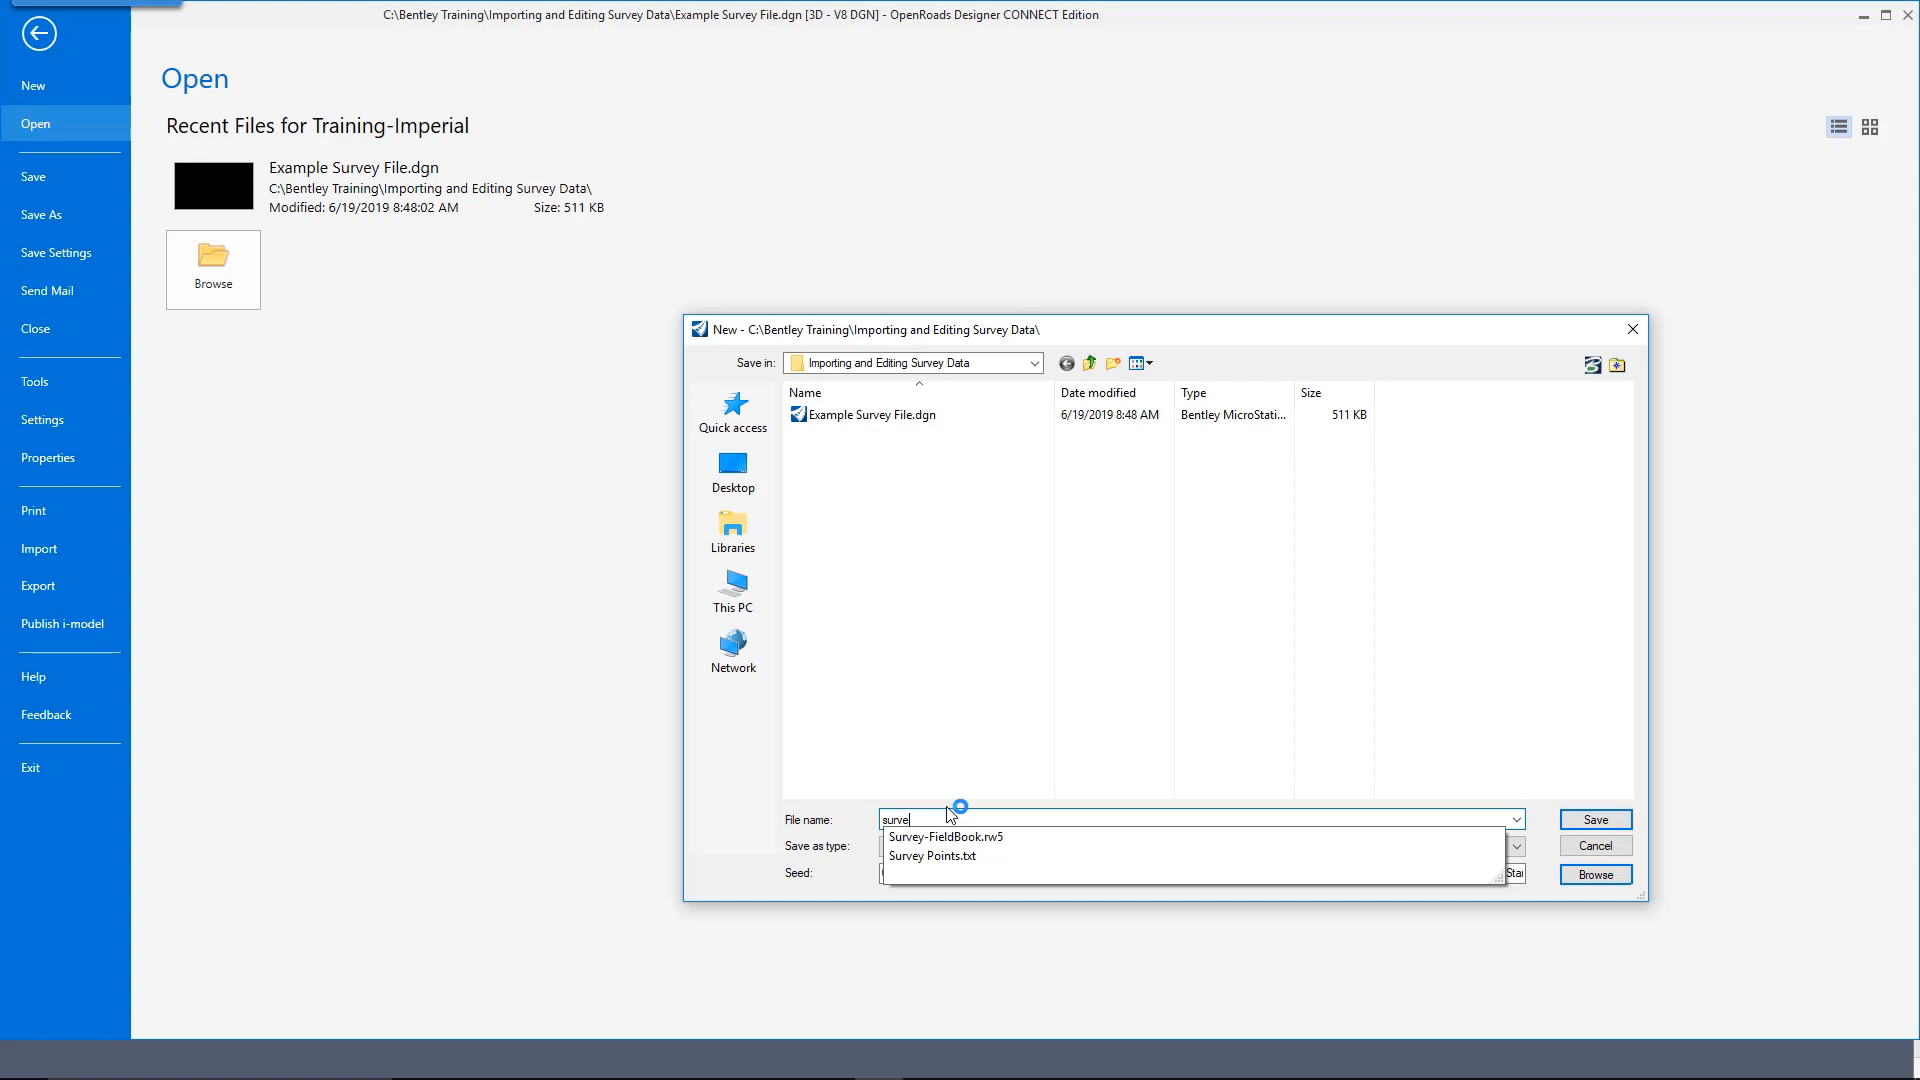 C:\Bentley Training\Importing and Editing Survey Data\Example Survey File.dgn [3D - V8 DGN] - OpenRoads Designer CONNECT Edition
New
Open
Save
Save As
Save Settings
Send Mail
Close
Tools
Settings
Properties
Print
Import
Export
Publish i-model
Help
Feedback
Exit
Open
Recent Files for Training-Imperial
Example Survey File.dgn
C:\Bentley Training\Importing and Editing Survey Data\
Modified: 6/19/2019 8:48:02 AM Size: 511 KB
Browse
New - C:\Bentley Training\Importing and Editing Survey Data\
Save in: Importing and Editing Survey Data
Quick access
Desktop
Libraries
This PC
Network
Name Date modified Type Size
Example Survey File.dgn 6/19/2019 8:48 AM Bentley MicroStati... 511 KB
File name: surve Save
Survey-FieldBook.rw5
Save as type: Cancel
Survey Points.txt
Seed: Browse